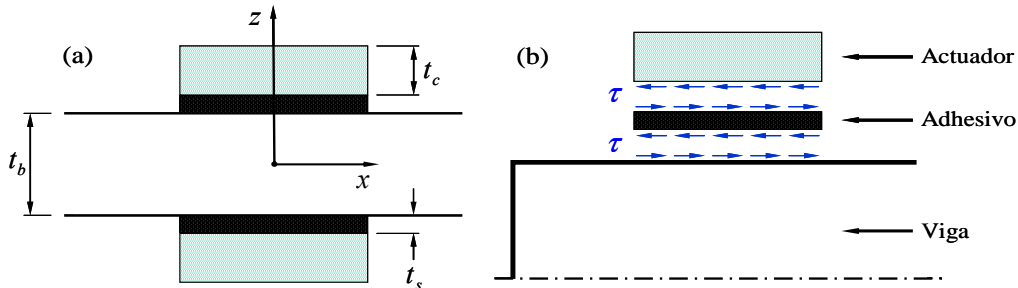 (a)
z
t_c
t_b
x
t_s
(b)
Actuador
τ
Adhesivo
τ
Viga